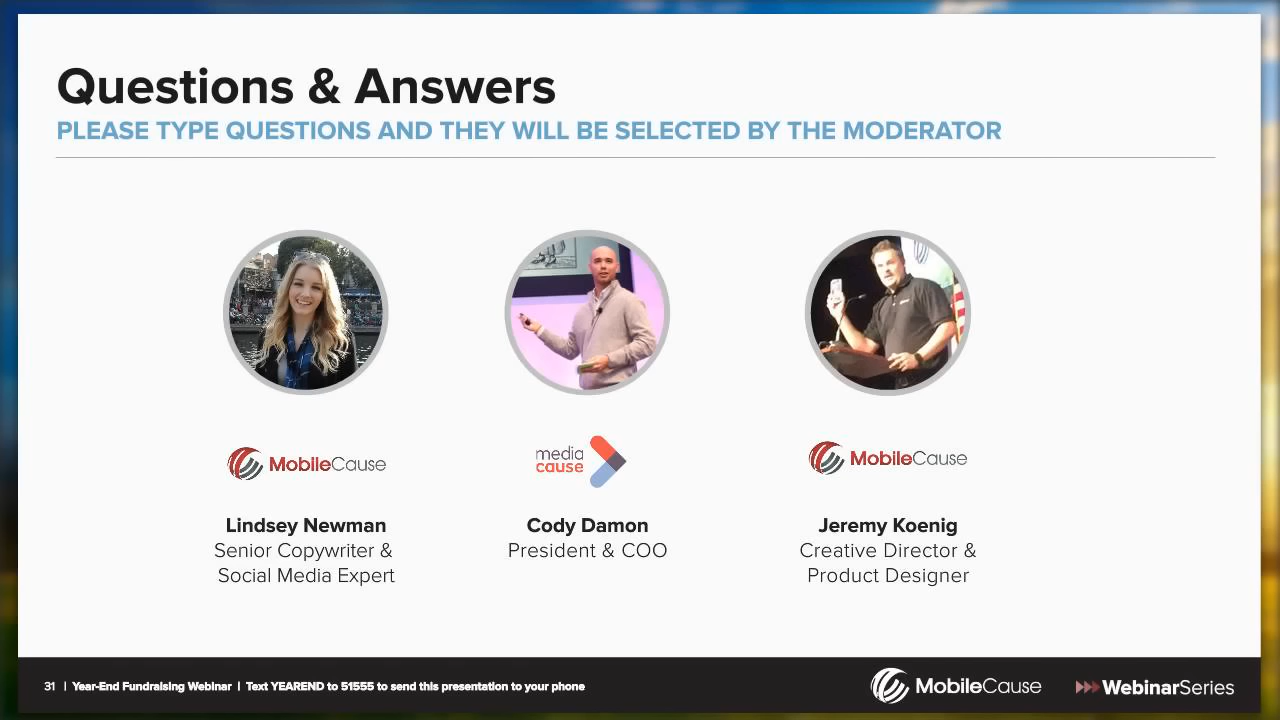 Questions & Answers
PLEASE TYPE QUESTIONS AND THEY WILL BE SELECTED BY THE MODERATOR
MobileCause
media
cause
MobileCause
Lindsey Newman
Senior Copywriter &
Social Media Expert
Cody Damon
President & COO
Jeremy Koenig
Creative Director &
Product Designer
31 | Year-End Fundraising Webinar | Text YEAREND to 51555 to send this presentation to your phone
MobileCause
WebinarSeries